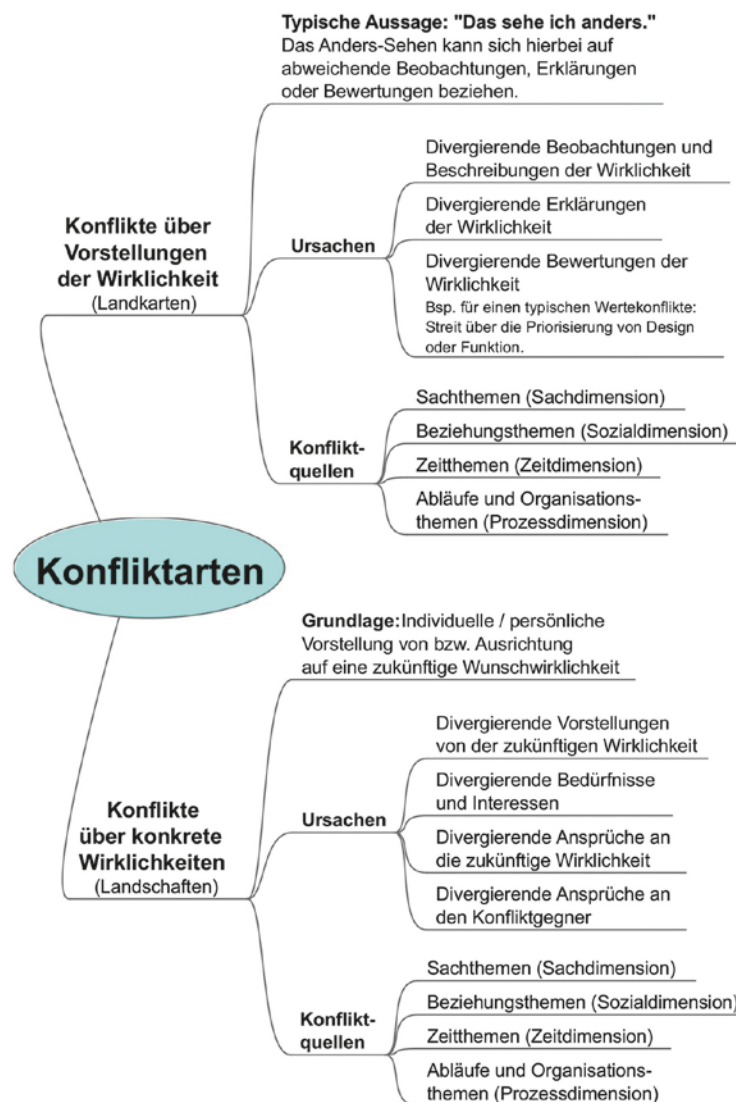 Typische Aussage: "Das sehe ich anders."
Das Anders-Sehen kann sich hierbei auf
abweichende Beobachtungen, Erklärungen
oder Bewertungen beziehen.
Konflikte über
Vorstellungen
der Wirklichkeit
(Landkarten)
Ursachen
Divergierende Beobachtungen und
Beschreibungen der Wirklichkeit
Divergierende Erklärungen
der Wirklichkeit
Divergierende Bewertungen der
Wirklichkeit
Bsp. für einen typischen Wertekonflikte:
Streit über die Priorisierung von Design
oder Funktion.
Konflikt-
quellen
Sachthemen (Sachdimension)
Beziehungsthemen (Sozialdimension)
Zeitthemen (Zeitdimension)
Abläufe und Organisations-
themen (Prozessdimension)
Konfliktarten
Grundlage:Individuelle / persönliche
Vorstellung von bzw. Ausrichtung
auf eine zukünftige Wunschwirklichkeit
Konflikte
über konkrete
Wirklichkeiten
(Landschaften)
Ursachen
Divergierende Vorstellungen
von der zukünftigen Wirklichkeit
Divergierende Bedürfnisse
und Interessen
Divergierende Ansprüche an
die zukünftige Wirklichkeit
Divergierende Ansprüche an
den Konfliktgegner
Konflikt-
quellen
Sachthemen (Sachdimension)
Beziehungsthemen (Sozialdimension)
Zeitthemen (Zeitdimension)
Abläufe und Organisations-
themen (Prozessdimension)